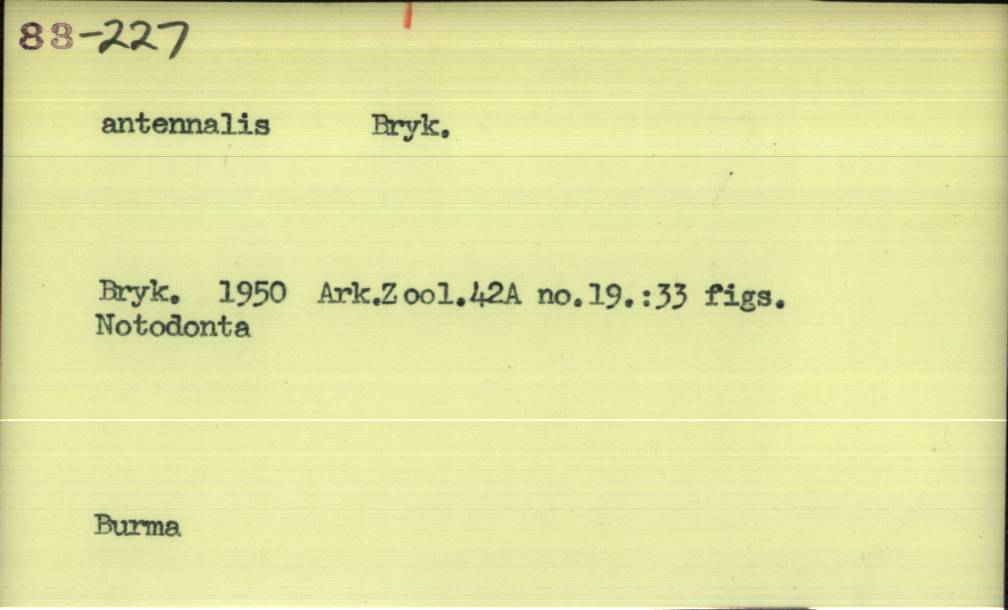 83-227
antennalis Bryk.
Bryk. 1950 Ark.Zool.42A no.19.:33 figs.
Notodonta
Burma